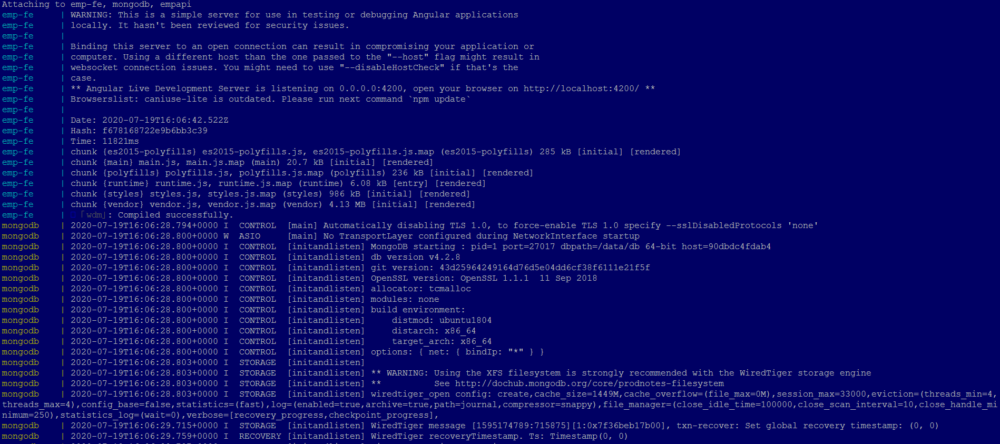 Attaching to emp-fe, mongodb, empapi
emp-fe     | WARNING: This is a simple server for use in testing or debugging Angular applications
emp-fe     | locally. It hasn't been reviewed for security issues.
emp-fe     |
emp-fe     | Binding this server to an open connection can result in compromising your application or
emp-fe     | computer. Using a different host than the one passed to the "--host" flag might result in
emp-fe     | websocket connection issues. You might need to use "--disableHostCheck" if that's the
emp-fe     | case.
emp-fe     | ** Angular Live Development Server is listening on 0.0.0.0:4200, open your browser on http://localhost:4200/ **
emp-fe     | Browserslist: caniuse-lite is outdated. Please run next command `npm update`
emp-fe     |
emp-fe     | Date: 2020-07-19T16:06:42.522Z
emp-fe     | Hash: f678168722e9b6bb3c39
emp-fe     | Time: 11821ms
emp-fe     | chunk {es2015-polyfills} es2015-polyfills.js, es2015-polyfills.js.map (es2015-polyfills) 285 kB [initial] [rendered]
emp-fe     | chunk {main} main.js, main.js.map (main) 20.7 kB [initial] [rendered]
emp-fe     | chunk {polyfills} polyfills.js, polyfills.js.map (polyfills) 236 kB [initial] [rendered]
emp-fe     | chunk {runtime} runtime.js, runtime.js.map (runtime) 6.08 kB [entry] [rendered]
emp-fe     | chunk {styles} styles.js, styles.js.map (styles) 986 kB [initial] [rendered]
emp-fe     | chunk {vendor} vendor.js, vendor.js.map (vendor) 4.13 MB [initial] [rendered]
emp-fe     | 「wdm」: Compiled successfully.
mongodb    | 2020-07-19T16:06:28.794+0000 I  CONTROL  [main] Automatically disabling TLS 1.0, to force-enable TLS 1.0 specify --sslDisabledProtocols 'none'
mongodb    | 2020-07-19T16:06:28.800+0000 W  ASIO     [main] No TransportLayer configured during NetworkInterface startup
mongodb    | 2020-07-19T16:06:28.800+0000 I  CONTROL  [initandlisten] MongoDB starting : pid=1 port=27017 dbpath=/data/db 64-bit host=90dbdc4fdab4
mongodb    | 2020-07-19T16:06:28.800+0000 I  CONTROL  [initandlisten] db version v4.2.8
mongodb    | 2020-07-19T16:06:28.800+0000 I  CONTROL  [initandlisten] git version: 43d25964249164d76d5e04dd6cf38f6111e21f5f
mongodb    | 2020-07-19T16:06:28.800+0000 I  CONTROL  [initandlisten] OpenSSL version: OpenSSL 1.1.1  11 Sep 2018
mongodb    | 2020-07-19T16:06:28.800+0000 I  CONTROL  [initandlisten] allocator: tcmalloc
mongodb    | 2020-07-19T16:06:28.800+0000 I  CONTROL  [initandlisten] modules: none
mongodb    | 2020-07-19T16:06:28.800+0000 I  CONTROL  [initandlisten] build environment:
mongodb    | 2020-07-19T16:06:28.800+0000 I  CONTROL  [initandlisten]     distmod: ubuntu1804
mongodb    | 2020-07-19T16:06:28.800+0000 I  CONTROL  [initandlisten]     distarch: x86_64
mongodb    | 2020-07-19T16:06:28.800+0000 I  CONTROL  [initandlisten]     target_arch: x86_64
mongodb    | 2020-07-19T16:06:28.800+0000 I  CONTROL  [initandlisten] options: { net: { bindIp: "*" } }
mongodb    | 2020-07-19T16:06:28.803+0000 I  STORAGE  [initandlisten]
mongodb    | 2020-07-19T16:06:28.803+0000 I  STORAGE  [initandlisten] ** WARNING: Using the XFS filesystem is strongly recommended with the WiredTiger storage engine
mongodb    | 2020-07-19T16:06:28.803+0000 I  STORAGE  [initandlisten] **          See http://dochub.mongodb.org/core/prodnotes-filesystem
mongodb    | 2020-07-19T16:06:28.803+0000 I  STORAGE  [initandlisten] wiredtiger_open config: create,cache_size=1449M,cache_overflow=(file_max=0M),session_max=33000,eviction=(threads_min=4,
threads_max=4),config_base=false,statistics=(fast),log=(enabled=true,archive=true,path=journal,compressor=snappy),file_manager=(close_idle_time=100000,close_scan_interval=10,close_handle_mi
nimum=250),statistics_log=(wait=0),verbose=[recovery_progress,checkpoint_progress],
mongodb    | 2020-07-19T16:06:29.715+0000 I  STORAGE  [initandlisten] WiredTiger message [1595174789:715875][1:0x7f36beb17b00], txn-recover: Set global recovery timestamp: (0, 0)
mongodb    | 2020-07-19T16:06:29.759+0000 I  RECOVERY [initandlisten] WiredTiger recoveryTimestamp. Ts: Timestamp(0, 0)